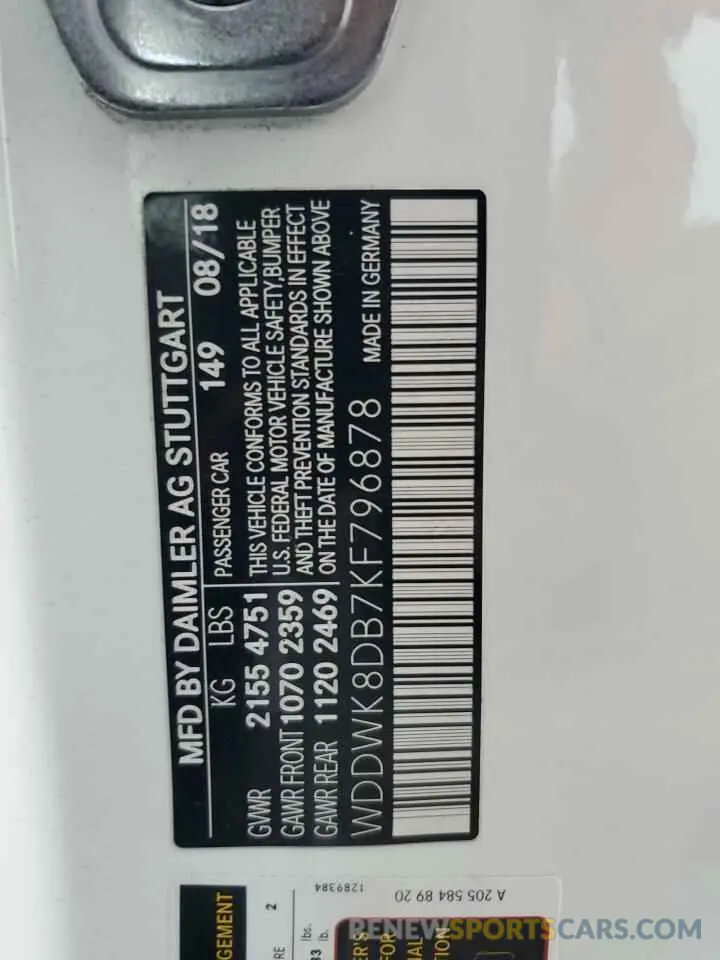 MFD BY DAIMLER AG STUTTGART
KG LBS PASSENGER CAR 149 08/18
GVWR 2155 4751
GAWR FRONT 1070 2359
GAWR REAR 1120 2469
THIS VEHICLE CONFORMS TO ALL APPLICABLE
U.S. FEDERAL MOTOR VEHICLE SAFETY,BUMPER
AND THEFT PREVENTION STANDARDS IN EFFECT
ON THE DATE OF MANUFACTURE SHOWN ABOVE
WDDWK8DB7KF796878 MADE IN GERMANY
A 205 584 89 20
1289384
GEMENT
2
lbs.
lb.
RENEWSPORTSCARS.COM